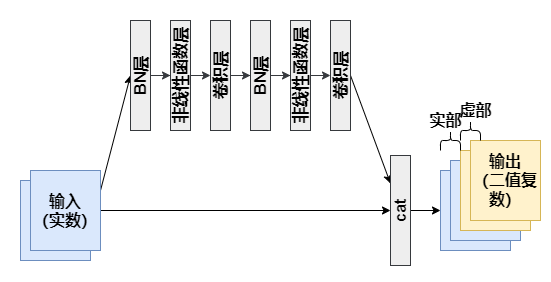 BN层
非线性函数层
卷积层
BN层
非线性函数层
卷积层
实部
虚部
输入
(实数)
cat
输出
(二值复
数)